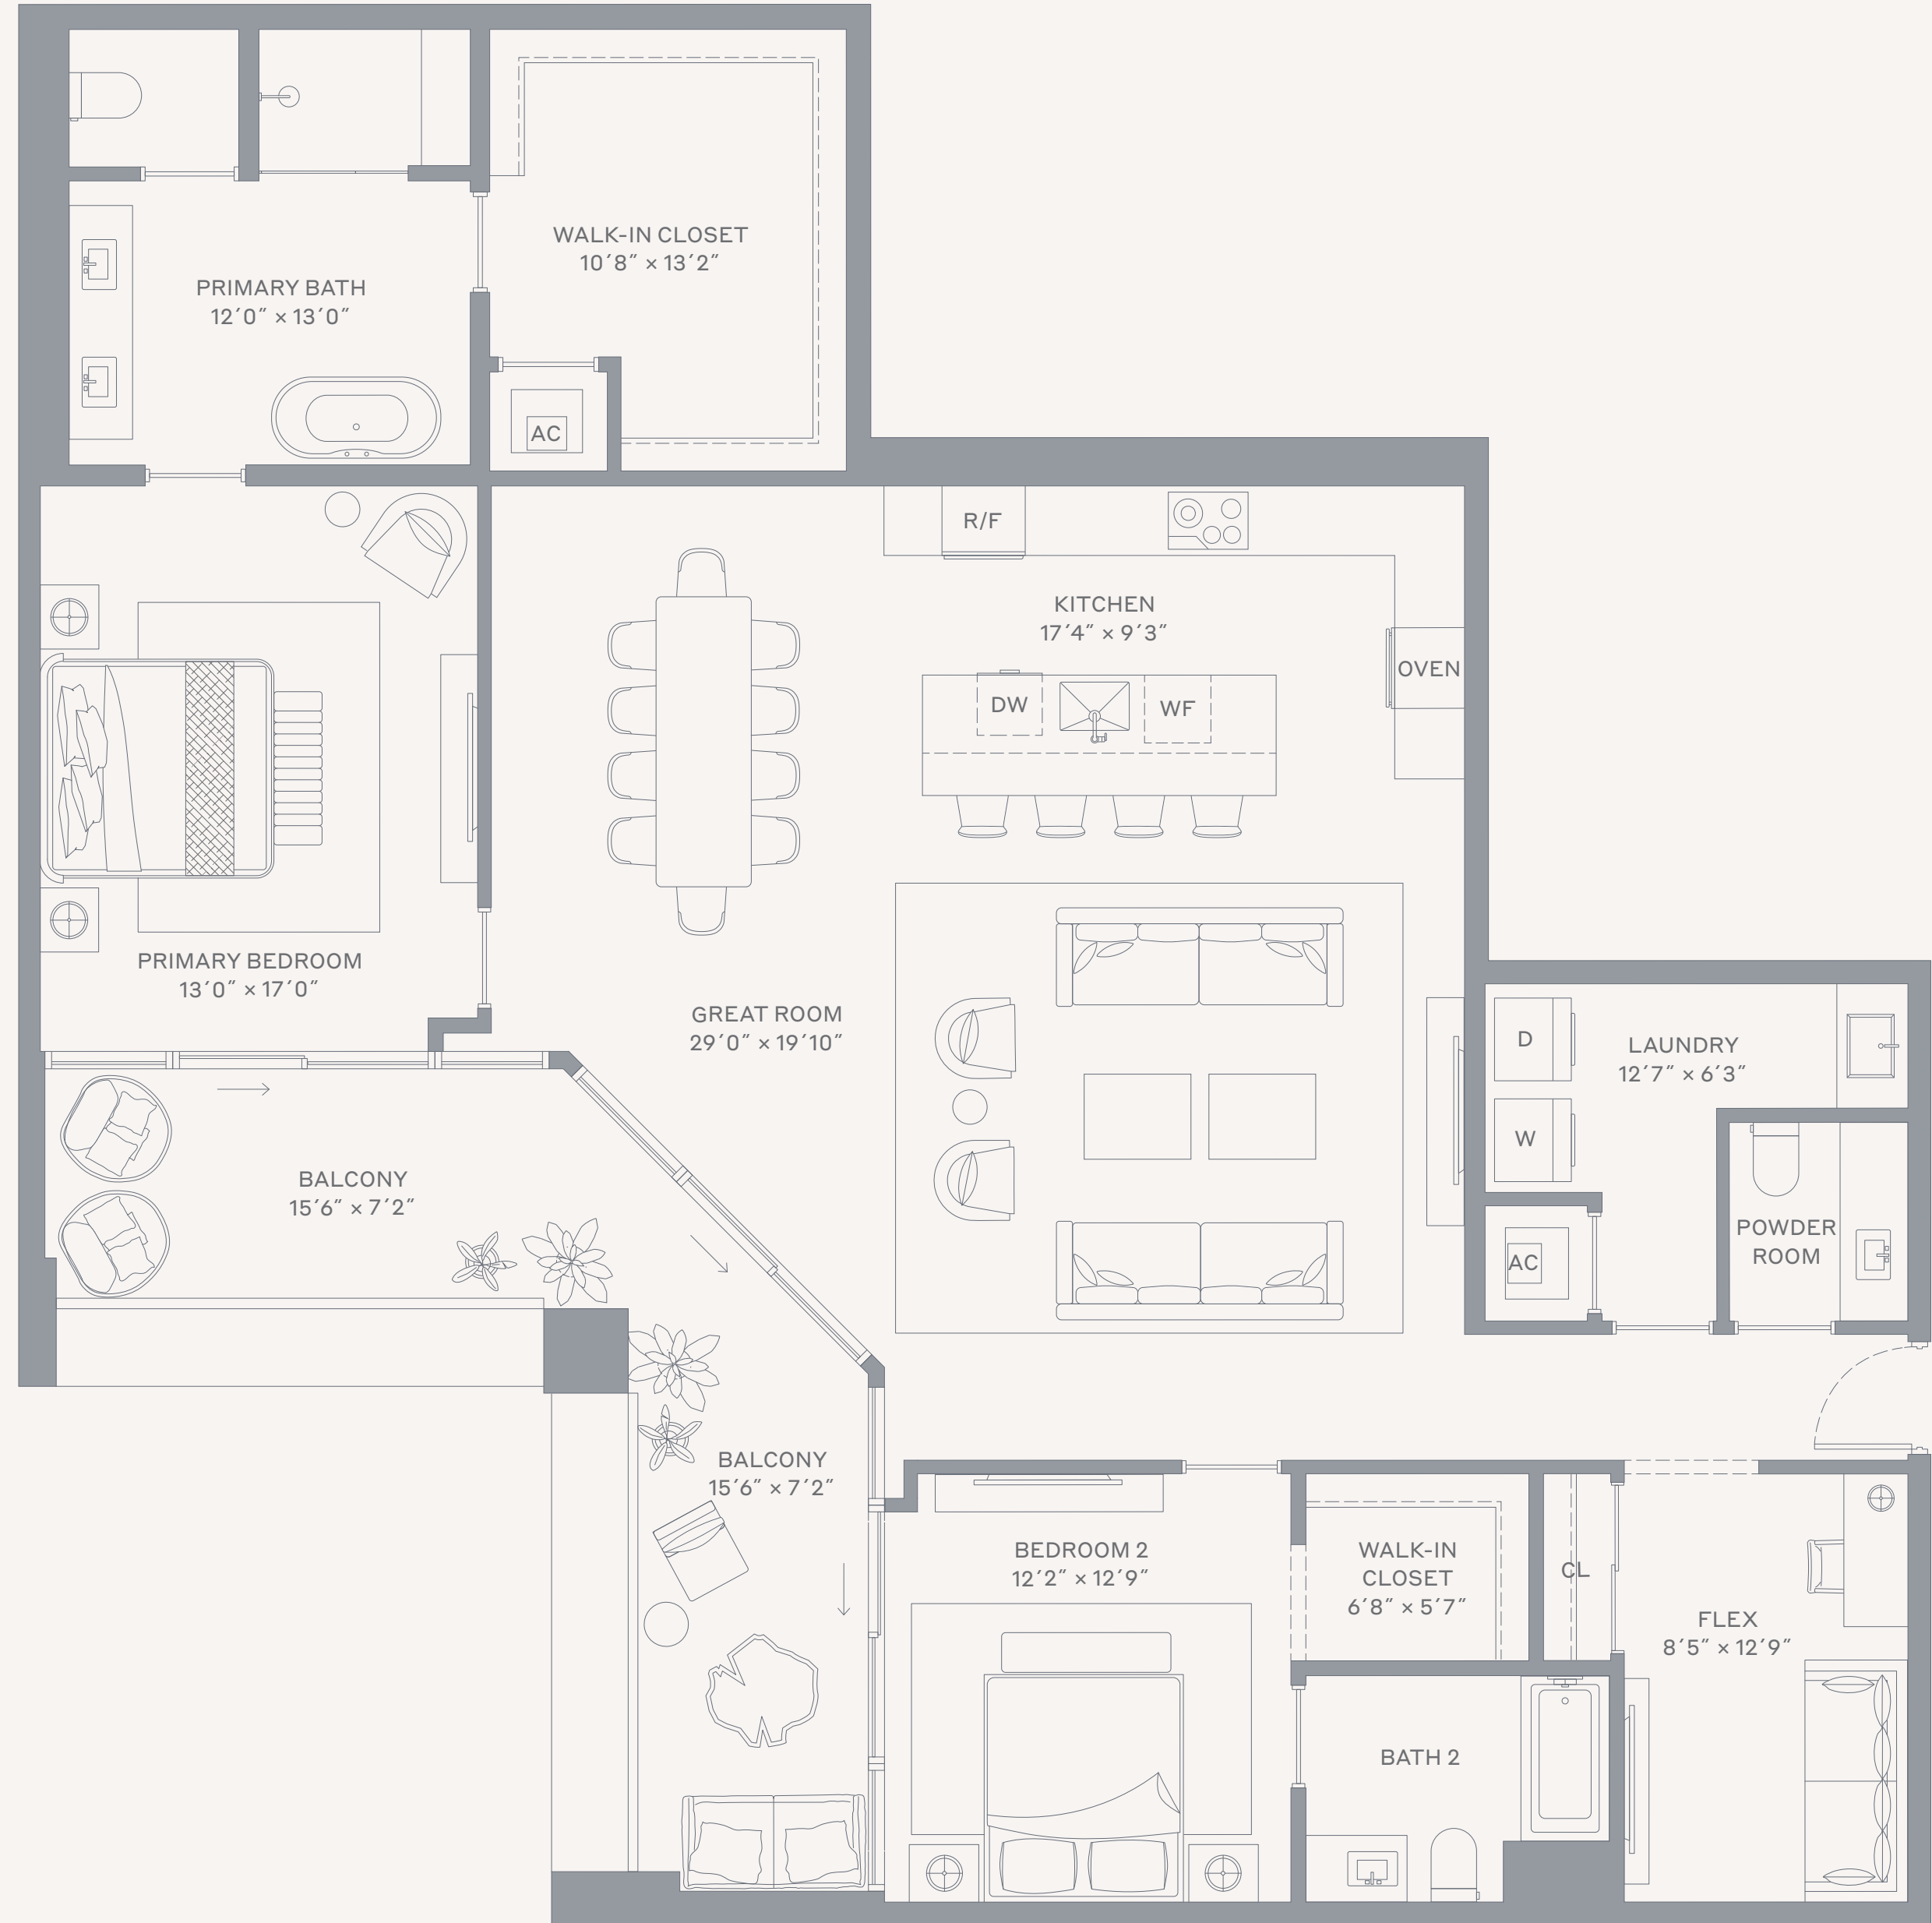 WALK-IN CLOSET
10′8″ × 13′2″
PRIMARY BATH
12′0″ × 13′0″
AC
R/F
KITCHEN
17′4″ × 9′3″
OVEN
DW
WF
PRIMARY BEDROOM
13′0″ × 17′0″
GREAT ROOM
29′0″ × 19′10″
D
LAUNDRY
12′7″ × 6′3″
W
BALCONY
15′6″ × 7′2″
POWDER
ROOM
AC
BALCONY
15′6″ × 7′2″
BEDROOM 2
12′2″ × 12′9″
WALK-IN
CLOSET
6′8″ × 5′7″
CL
FLEX
8′5″ × 12′9″
BATH 2